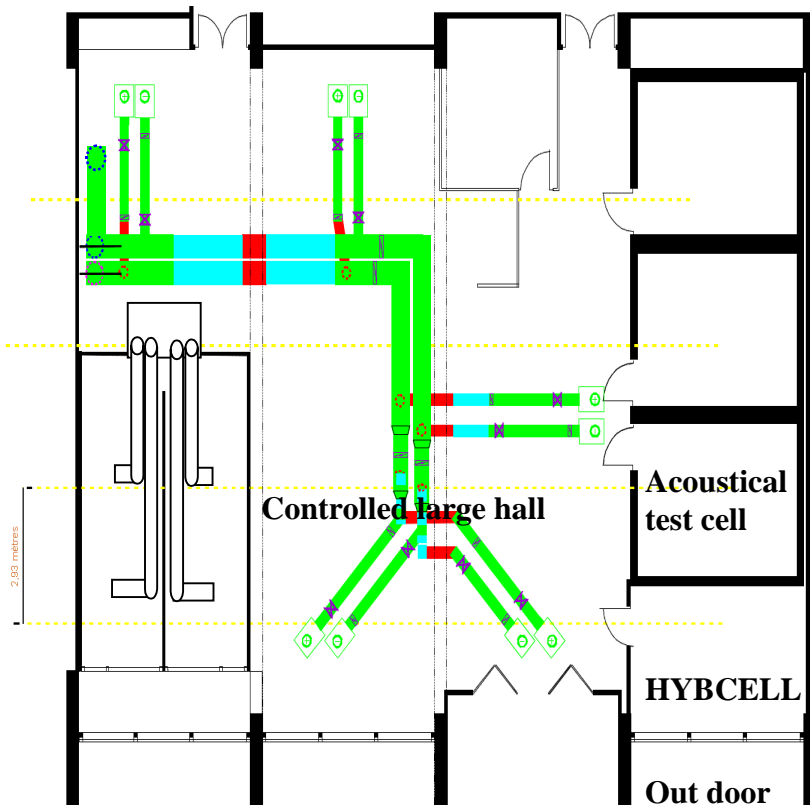 Controlled large hall
Acoustical
test cell
2,93 mètres
HYBCELL
Out door